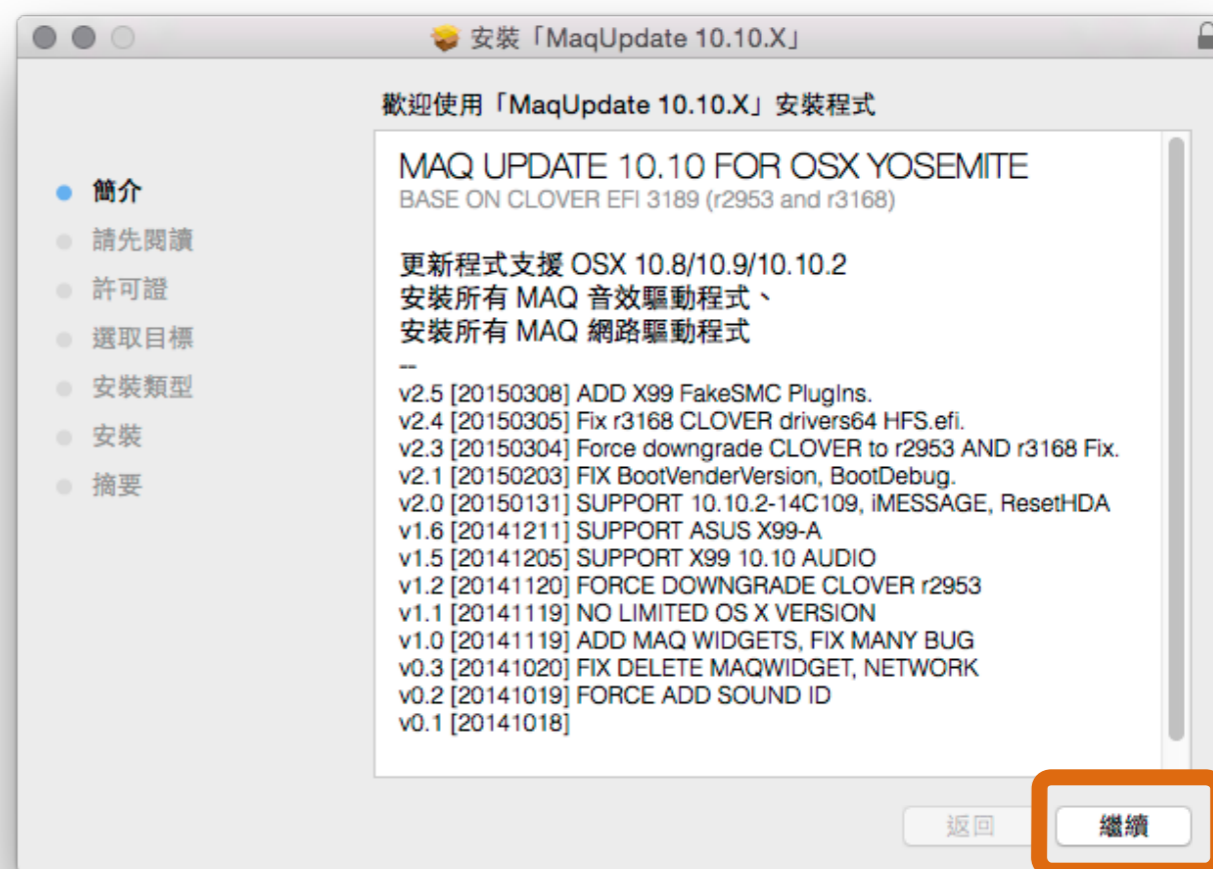 安裝「MaqUpdate 10.10.X」
歡迎使用「MaqUpdate 10.10.X」安裝程式
簡介
請先閱讀
許可證
選取目標
安裝類型
安裝
摘要
MAQ UPDATE 10.10 FOR OSX YOSEMITE
BASE ON CLOVER EFI 3189 (r2953 and r3168)
更新程式支援 OSX 10.8/10.9/10.10.2
安裝所有 MAQ 音效驅動程式、
安裝所有 MAQ 網路驅動程式
--
v2.5 [20150308] ADD X99 FakeSMC PlugIns.
v2.4 [20150305] Fix r3168 CLOVER drivers64 HFS.efi.
v2.3 [20150304] Force downgrade CLOVER to r2953 AND r3168 Fix.
v2.1 [20150203] FIX BootVenderVersion, BootDebug.
v2.0 [20150131] SUPPORT 10.10.2-14C109, iMESSAGE, ResetHDA
v1.6 [20141211] SUPPORT ASUS X99-A
v1.5 [20141205] SUPPORT X99 10.10 AUDIO
v1.2 [20141120] FORCE DOWNGRADE CLOVER r2953
v1.1 [20141119] NO LIMITED OS X VERSION
v1.0 [20141119] ADD MAQ WIDGETS, FIX MANY BUG
v0.3 [20141020] FIX DELETE MAQWIDGET, NETWORK
v0.2 [20141019] FORCE ADD SOUND ID
v0.1 [20141018]
返回
繼續